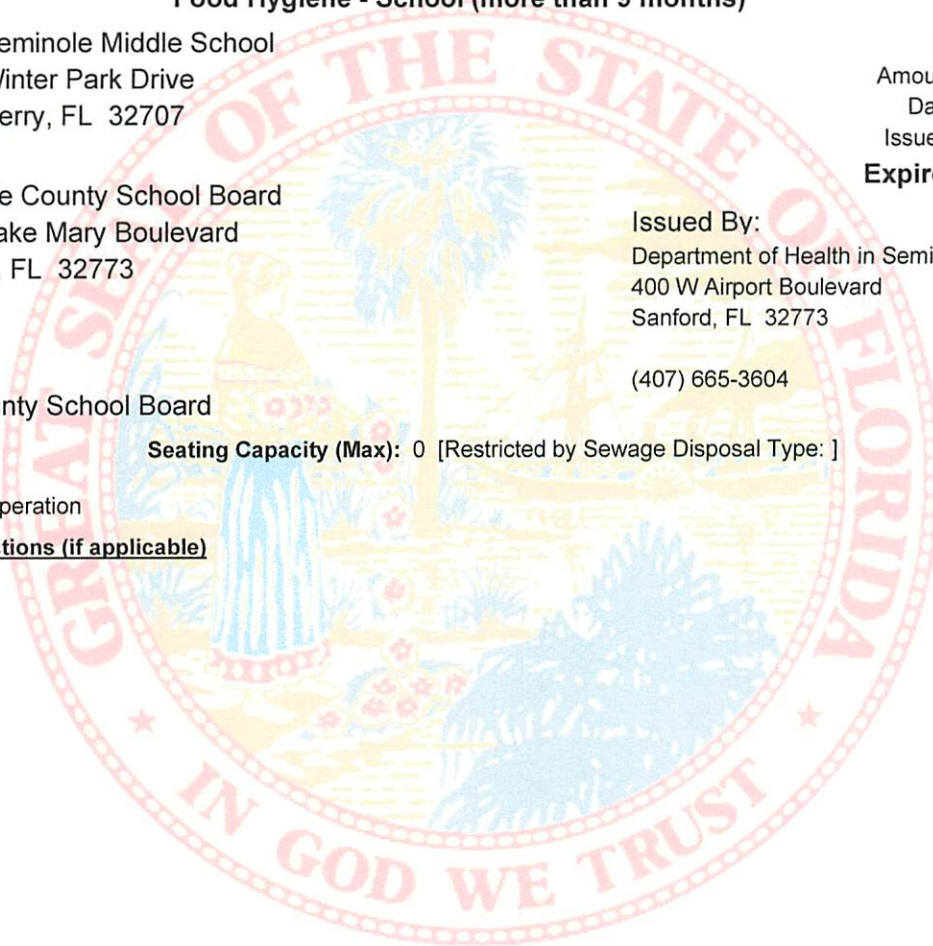 Food Hygiene - School (more than 9 months)
eminole Middle School
Winter Park Drive
erry, FL 32707
Amou
Da
Issue
Expire
e County School Board
ake Mary Boulevard
, FL 32773
Issued By:
Department of Health in Semi
400 W Airport Boulevard
Sanford, FL 32773
(407) 665-3604
nty School Board
Seating Capacity (Max): 0 [Restricted by Sewage Disposal Type: ]
peration
tions (if applicable)
GREAT SEAL OF THE STATE OF FLORIDA
IN GOD WE TRUST